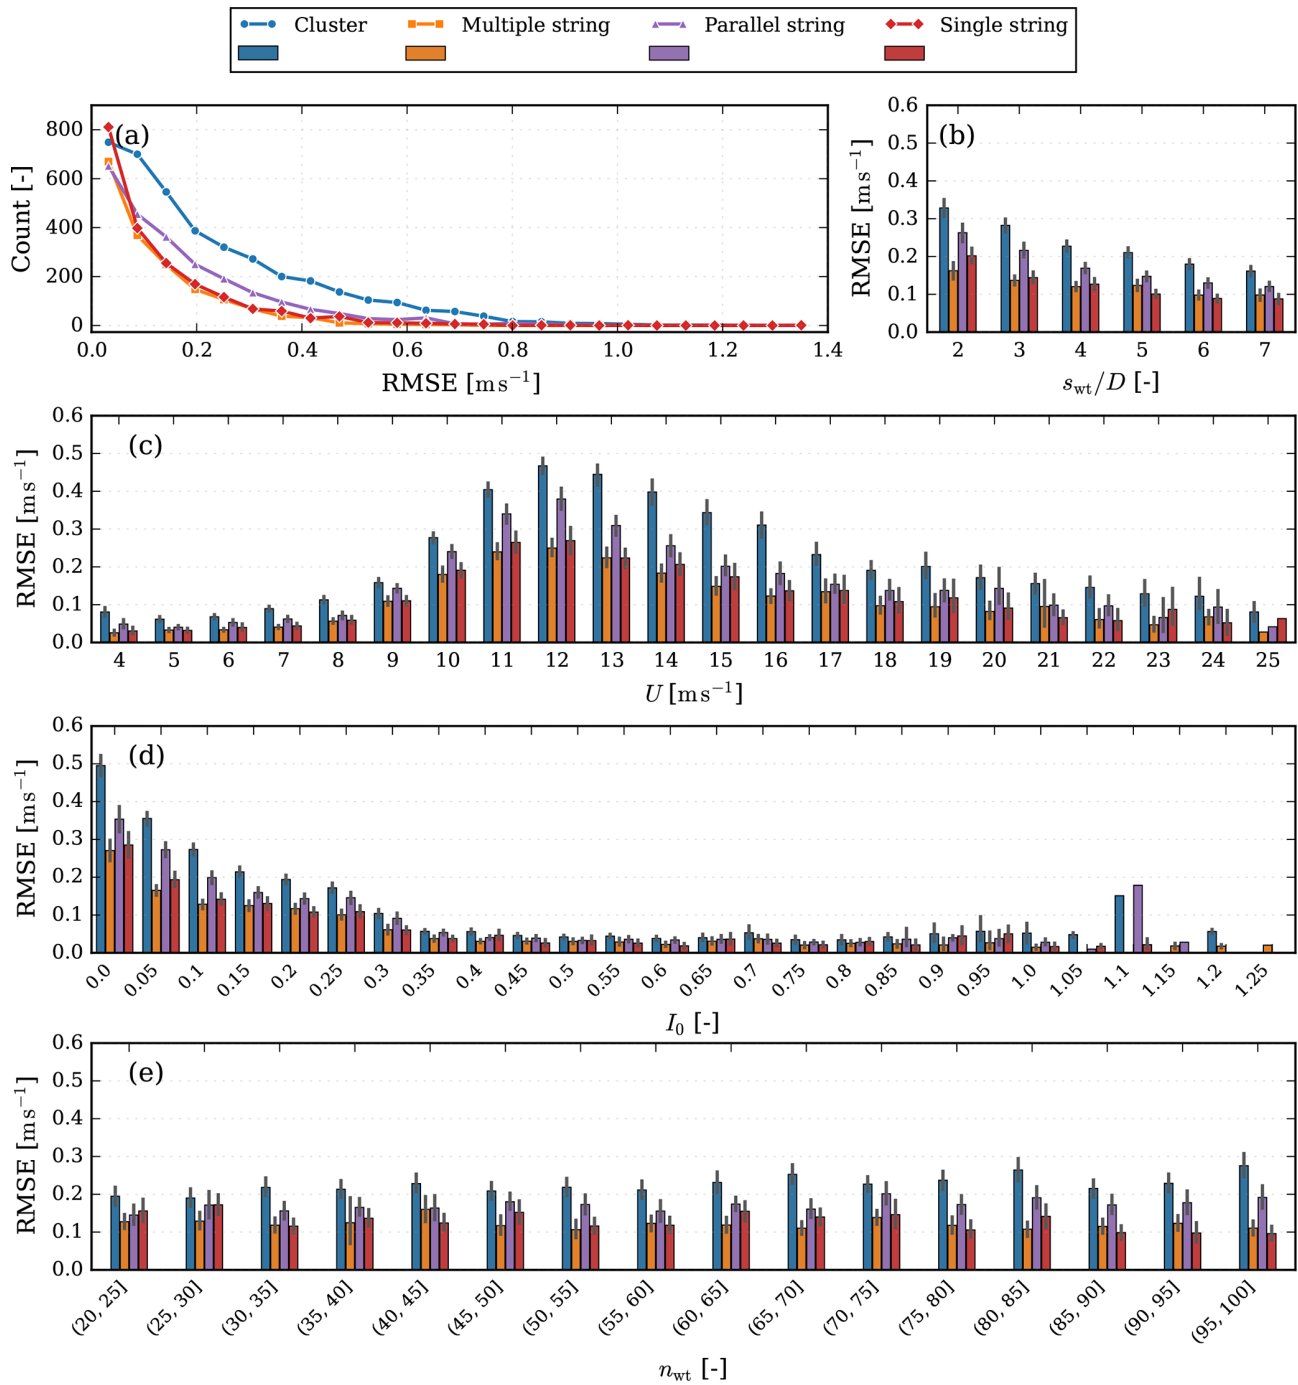 Cluster Multiple string Parallel string Single string
(a)
800
600
400
200
0
Count [-]
0.0 0.2 0.4 0.6 0.8 1.0 1.2 1.4
RMSE [m s⁻¹]
(b)
0.6
0.5
0.4
0.3
0.2
0.1
0.0
RMSE [m s⁻¹]
2 3 4 5 6 7
s_wt/D [-]
(c)
0.6
0.5
0.4
0.3
0.2
0.1
0.0
RMSE [m s⁻¹]
4 5 6 7 8 9 10 11 12 13 14 15 16 17 18 19 20 21 22 23 24 25
U [m s⁻¹]
(d)
0.6
0.5
0.4
0.3
0.2
0.1
0.0
RMSE [m s⁻¹]
0.0 0.05 0.1 0.15 0.2 0.25 0.3 0.35 0.4 0.45 0.5 0.55 0.6 0.65 0.7 0.75 0.8 0.85 0.9 0.95 1.0 1.05 1.1 1.15 1.2 1.25
I₀ [-]
(e)
0.6
0.5
0.4
0.3
0.2
0.1
0.0
RMSE [m s⁻¹]
(20, 25] (25, 30] (30, 35] (35, 40] (40, 45] (45, 50] (50, 55] (55, 60] (60, 65] (65, 70] (70, 75] (75, 80] (80, 85] (85, 90] (90, 95] (95, 100]
n_wt [-]